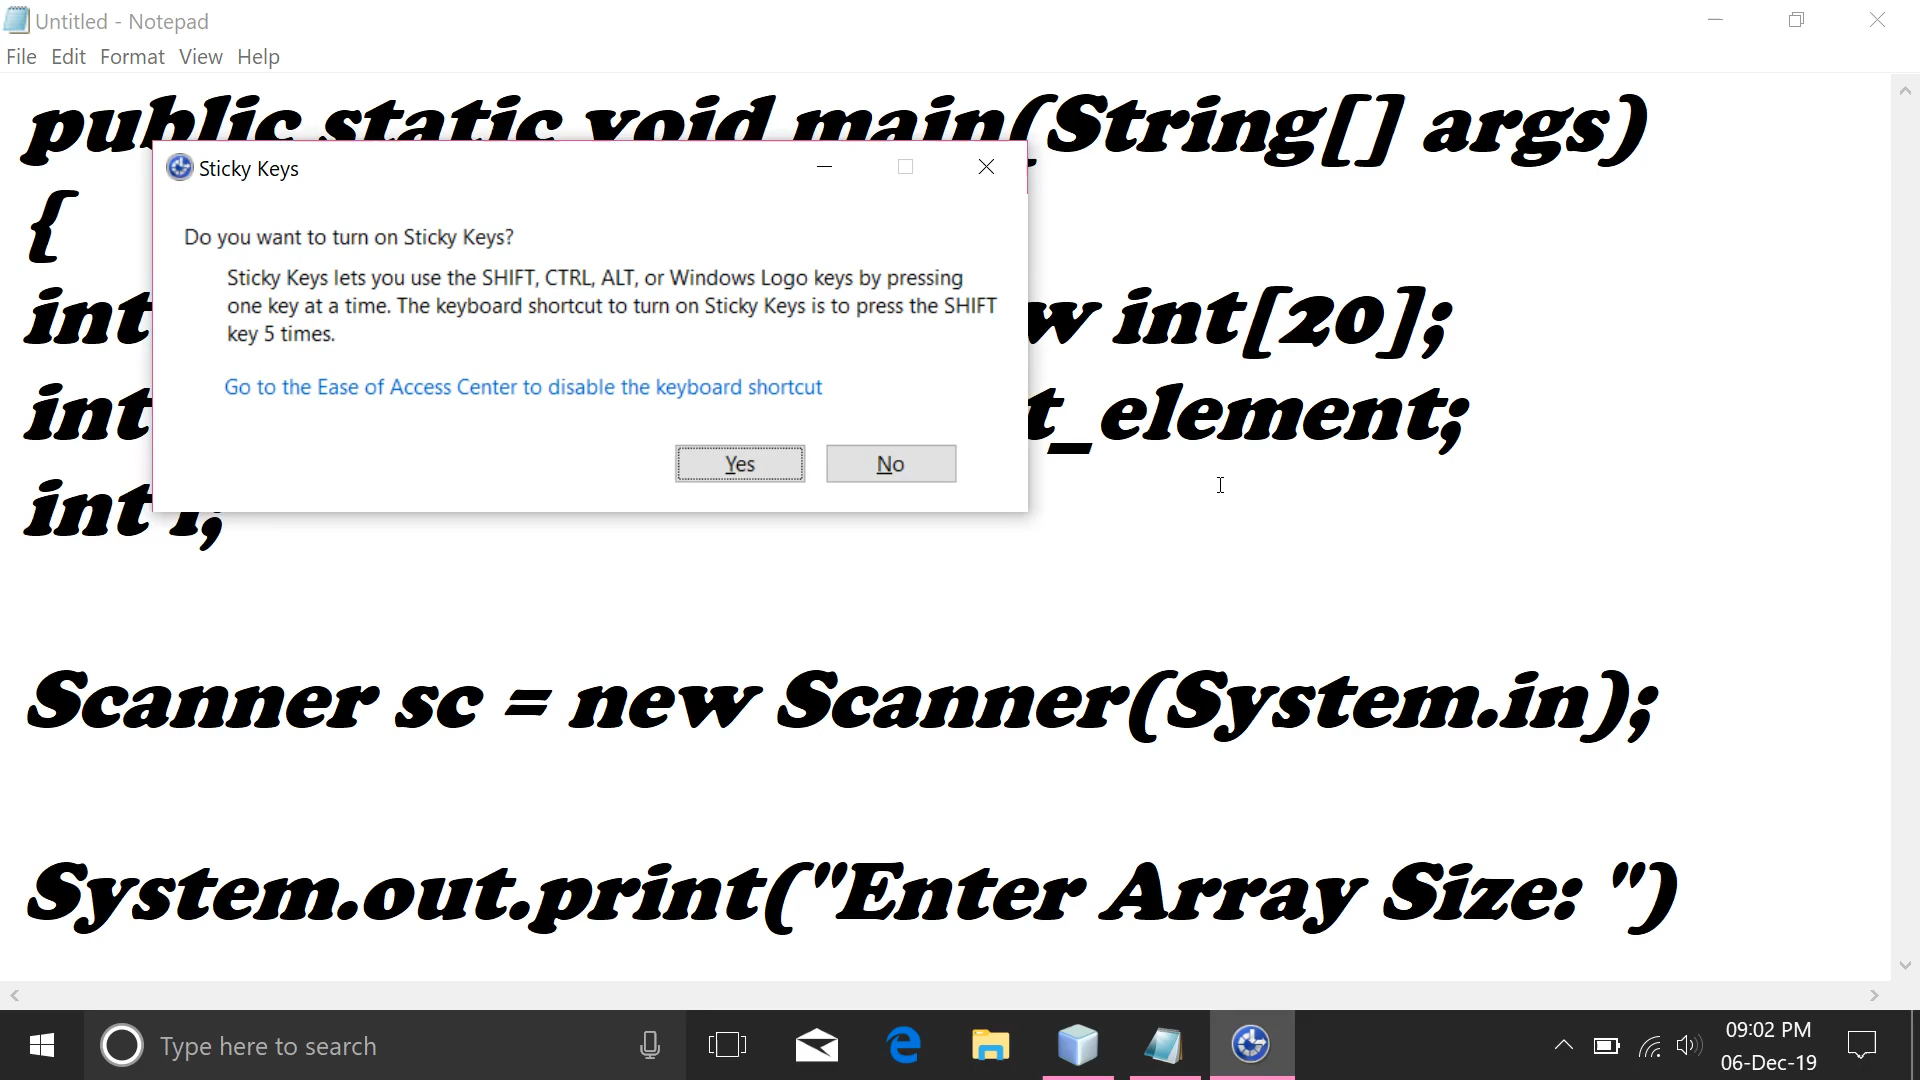 Untitled - Notepad
File Edit Format View Help
public static void main(String[] args)
Sticky Keys
{
Do you want to turn on Sticky Keys?
Sticky Keys lets you use the SHIFT, CTRL, ALT, or Windows Logo keys by pressing
one key at a time. The keyboard shortcut to turn on Sticky Keys is to press the SHIFT
key 5 times.
int int[20];
Go to the Ease of Access Center to disable the keyboard shortcut
int t_element;
Yes No
int i;
Scanner sc = new Scanner(System.in);
System.out.print("Enter Array Size: ")
Type here to search
09:02 PM
06-Dec-19